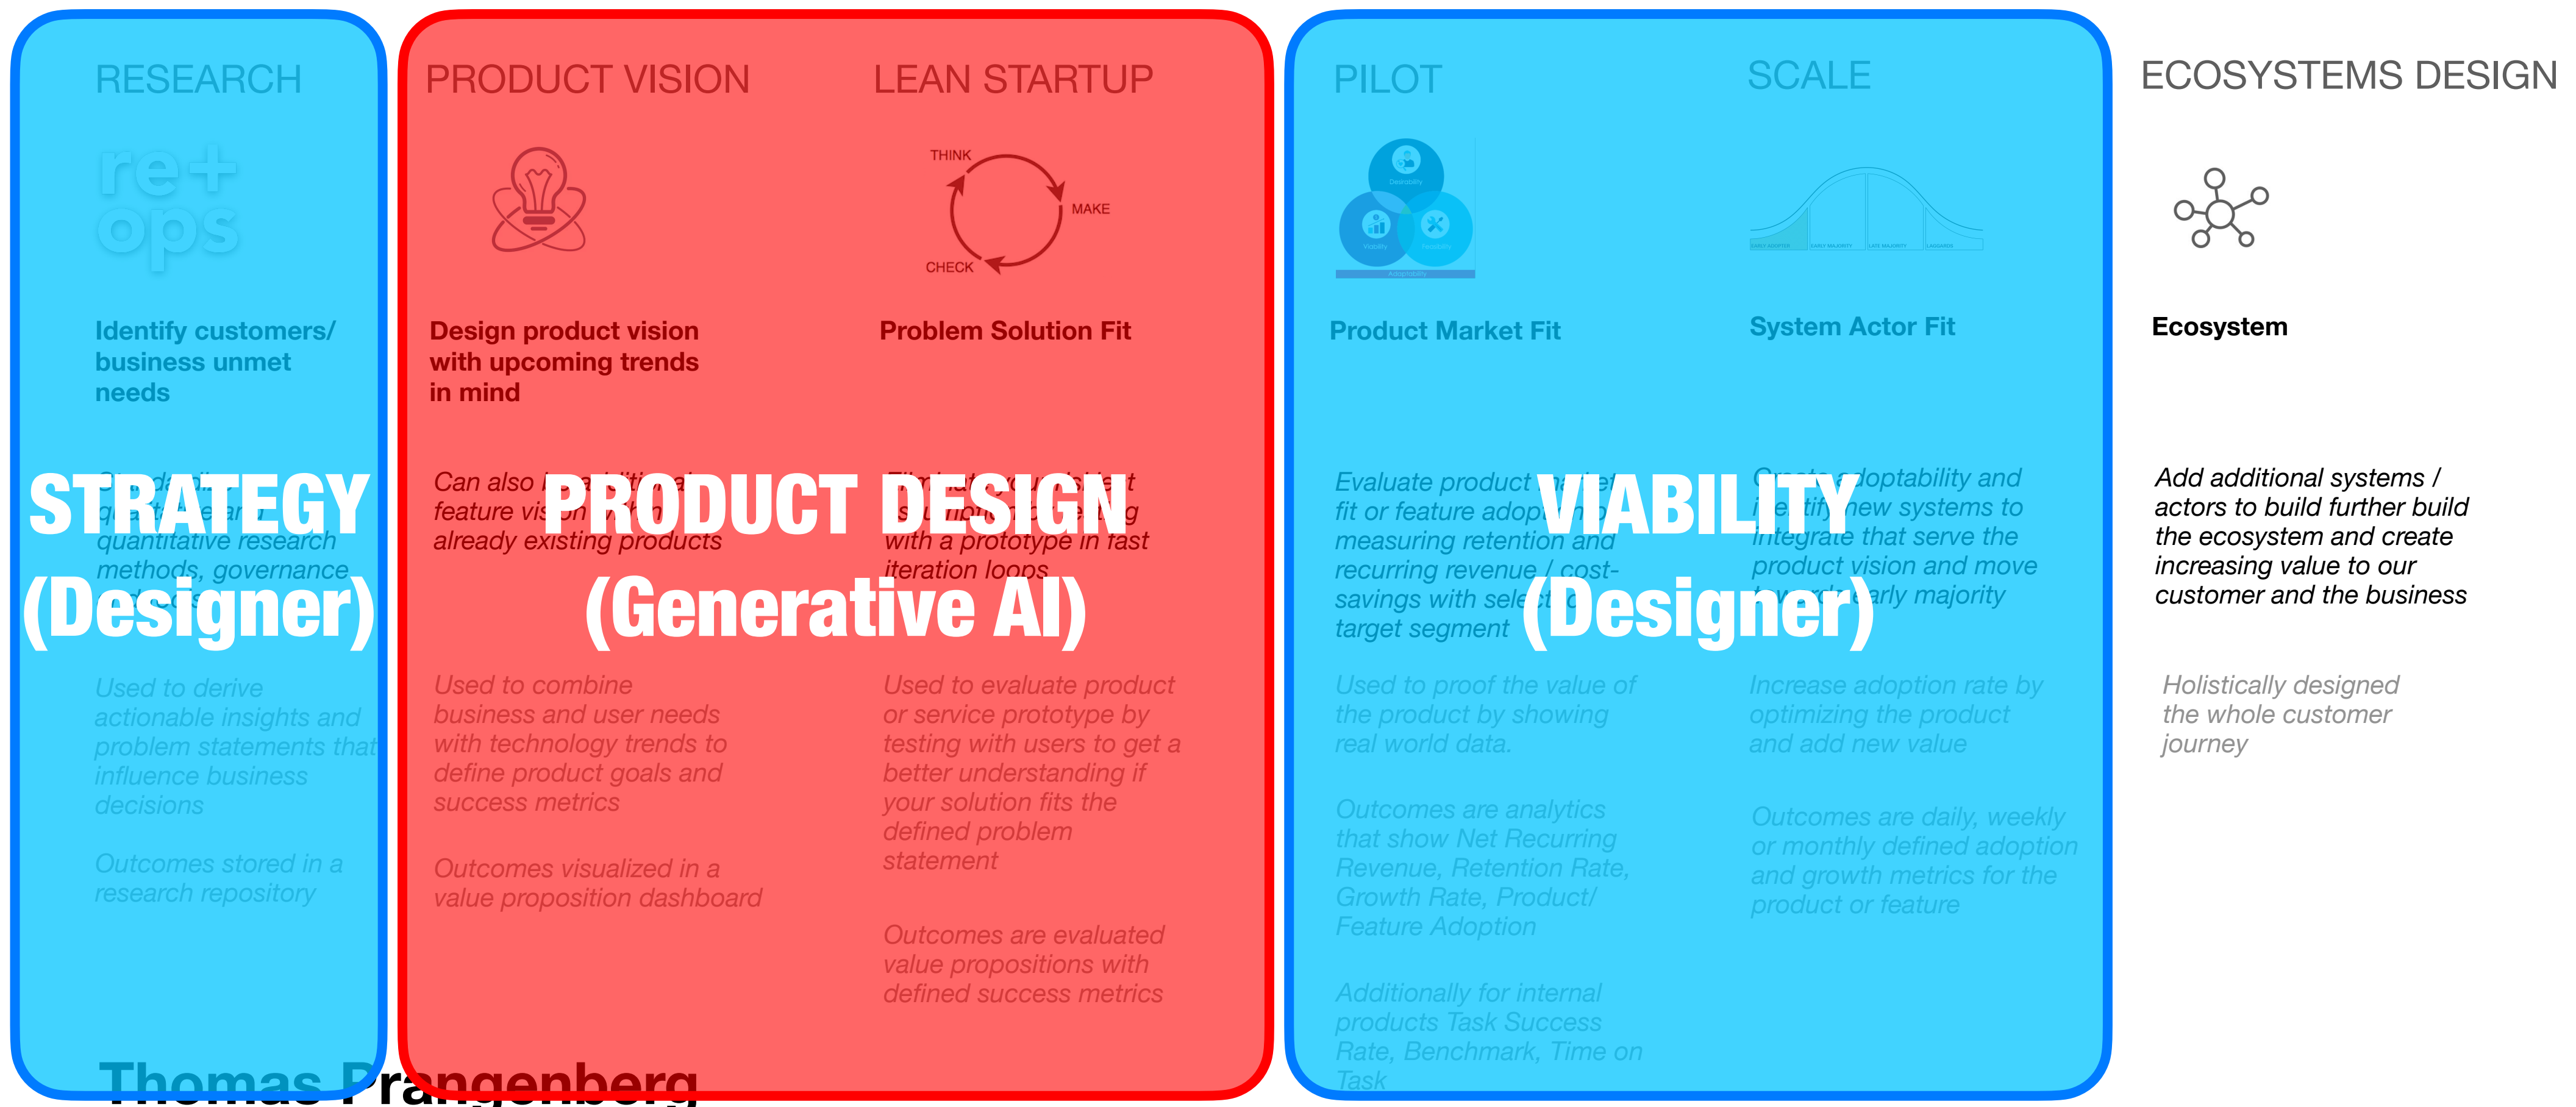 RESEARCH
re+
ops
Identify customers/
business unmet
needs
quantitative research
methods, governance
Used to derive
actionable insights and
problem statements that
influence business
decisions
Outcomes stored in a
research repository
STRATEGY
(Designer)
PRODUCT VISION
Design product vision
with upcoming trends
in mind
Can also
feature
already existing products
Used to combine
business and user needs
with technology trends to
define product goals and
success metrics
Outcomes visualized in a
value proposition dashboard
LEAN STARTUP
THINK
MAKE
CHECK
Problem Solution Fit
with a prototype in fast
iteration loops
Used to evaluate product
or service prototype by
testing with users to get a
better understanding if
your solution fits the
defined problem
statement
Outcomes are evaluated
value propositions with
defined success metrics
PRODUCT DESIGN
(Generative AI)
PILOT
Desirability
Viability
Feasibility
Adaptability
Product Market Fit
Evaluate product
fit or feature
measuring retention and
recurring revenue / cost-
savings with
target segment
Used to proof the value of
the product by showing
real world data.
Outcomes are analytics
that show Net Recurring
Revenue, Retention Rate,
Growth Rate, Product/
Feature Adoption
Additionally for internal
products Task Success
Rate, Benchmark, Time on
Task
SCALE
EARLY ADOPTER
EARLY MAJORITY
LATE MAJORITY
LAGGARDS
System Actor Fit
adoptability and
new systems to
integrate that serve the
product vision and move
early majority
Increase adoption rate by
optimizing the product
and add new value
Outcomes are daily, weekly
or monthly defined adoption
and growth metrics for the
product or feature
VIABILITY
(Designer)
ECOSYSTEMS DESIGN
Ecosystem
Add additional systems /
actors to build further build
the ecosystem and create
increasing value to our
customer and the business
Holistically designed
the whole customer
journey
Thomas Prangenberg